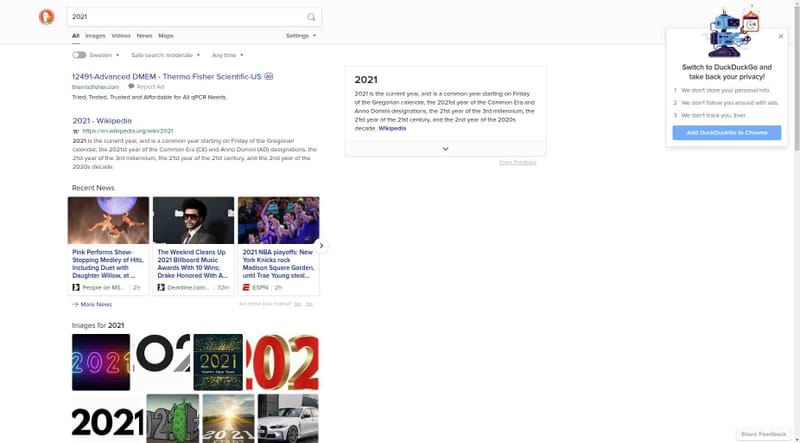 2021
All Images Videos News Maps
Settings
Sweden
Safe search: moderate
Any time
12491-Advanced DMEM - Thermo Fisher Scientific-US Ad
thermofisher.com Report Ad
Tried, Tested, Trusted and Affordable for All qPCR Needs.
2021 - Wikipedia
https://en.wikipedia.org/wiki/2021
2021 is the current year, and is a common year starting on Friday of the Gregorian
calendar, the 2021st year of the Common Era (CE) and Anno Domini (AD) designations, the
21st year of the 3rd millennium, the 21st year of the 21st century, and the 2nd year of the
2020s decade.
Recent News
Pink Performs Show-
Stopping Medley of Hits,
Including Duet with
Daughter Willow, at ...
People on MS... 2h
The Weeknd Cleans Up
2021 Billboard Music
Awards With 10 Wins;
Drake Honored With A...
Deadline.com... 32m
2021 NBA playoffs: New
York Knicks rock
Madison Square Garden,
until Trae Young steal...
ESPN 2h
More News
Are these links helpful? Yes No
Images for 2021
2021
202
2021
HAPPY NEW YEAR
2021
2021
2021
START
2021
2021 is the current year, and is a common year starting on Friday
of the Gregorian calendar, the 2021st year of the Common Era and
Anno Domini designations, the 21st year of the 3rd millennium, the
21st year of the 21st century, and the 2nd year of the 2020s
decade. Wikipedia
Share Feedback
Switch to DuckDuckGo and
take back your privacy!
1 We don't store your personal info.
2 We don't follow you around with ads.
3 We don't track you. Ever.
Add DuckDuckGo to Chrome
Share Feedback